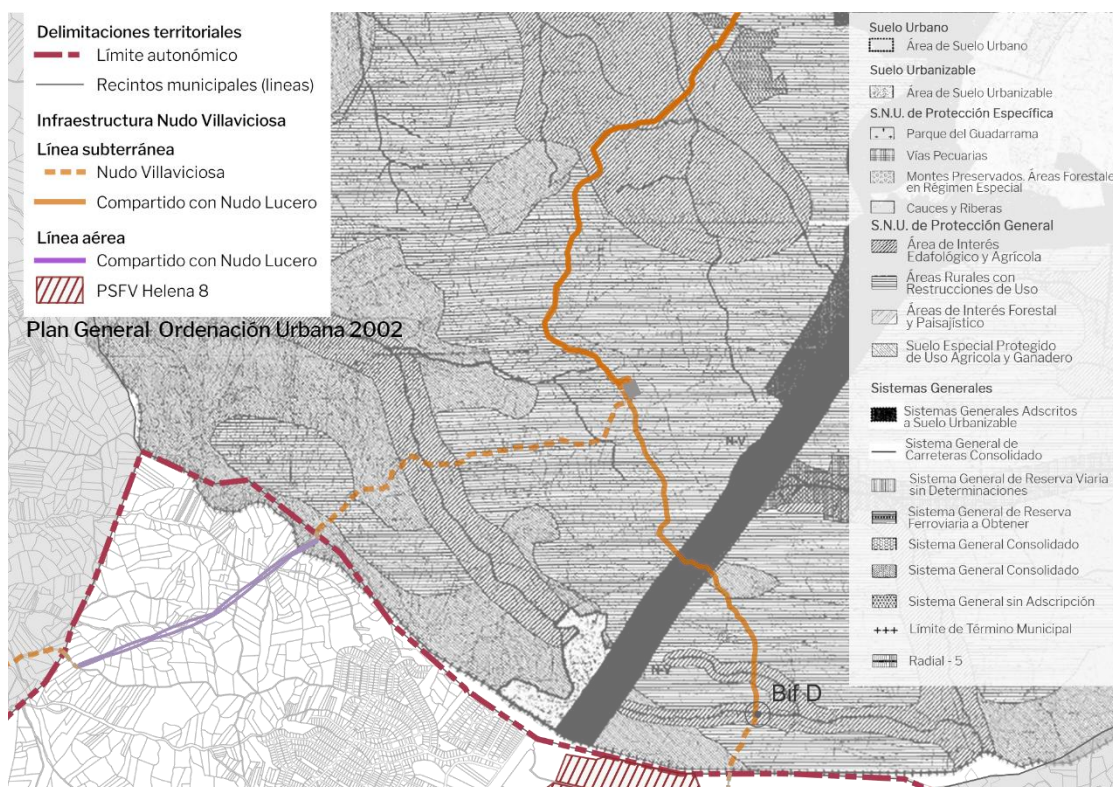 Delimitaciones territoriales
Límite autonómico
Recintos municipales (lineas)
Infraestructura Nudo Villaviciosa
Línea subterránea
Nudo Villaviciosa
Compartido con Nudo Lucero
Línea aérea
Compartido con Nudo Lucero
PSFV Helena 8
Plan General Ordenación Urbana 2002
Suelo Urbano
Área de Suelo Urbano
Suelo Urbanizable
Área de Suelo Urbanizable
S.N.U. de Protección Específica
Parque del Guadarrama
Vías Pecuarias
Montes Preservados. Áreas Forestale
en Régimen Especial
Cauces y Riberas
S.N.U. de Protección General
Área de Interés
Edafológico y Agrícola
Áreas Rurales con
Restrucciones de Uso
Áreas de Interés Forestal
y Paisajístico
Suelo Especial Protegido
de Uso Agrícola y Ganadero
Sistemas Generales
Sistemas Generales Adscritos
a Suelo Urbanizable
Sistema General de
Carreteras Consolidado
Sistema General de Reserva Viaria
sin Determinaciones
Sistema General de Reserva
Ferroviaria a Obtener
Sistema General Consolidado
Sistema General Consolidado
Sistema General sin Adscripción
Límite de Término Municipal
Radial - 5
N-V
N-V
Bif D